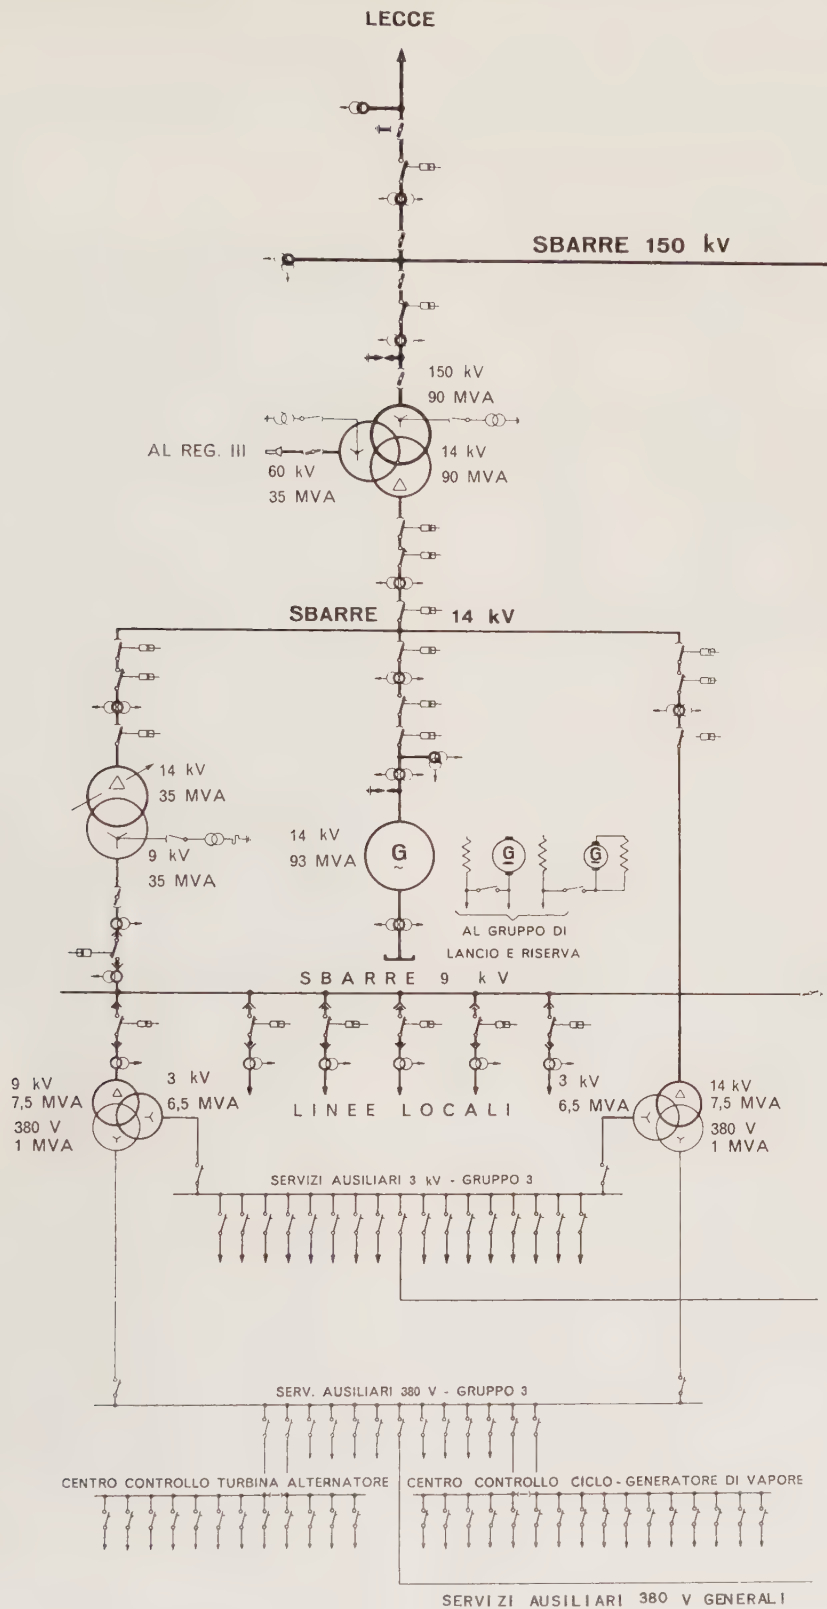 LECCE
SBARRE 150 kV
150 kV
90 MVA
AL REG. III
60 kV
35 MVA
14 kV
90 MVA
SBARRE 14 kV
14 kV
35 MVA
9 kV
35 MVA
14 kV
93 MVA
G
~
G
G
AL GRUPPO DI
LANCIO E RISERVA
SBARRE 9 kV
9 kV
7,5 MVA
380 V
1 MVA
3 kV
6,5 MVA
LINEE LOCALI
3 kV
6,5 MVA
14 kV
7,5 MVA
380 V
1 MVA
SERVIZI AUSILIARI 3 kV - GRUPPO 3
SERV. AUSILIARI 380 V - GRUPPO 3
CENTRO CONTROLLO TURBINA ALTERNATORE
CENTRO CONTROLLO CICLO - GENERATORE DI VAPORE
SERVIZI AUSILIARI 380 V GENERALI